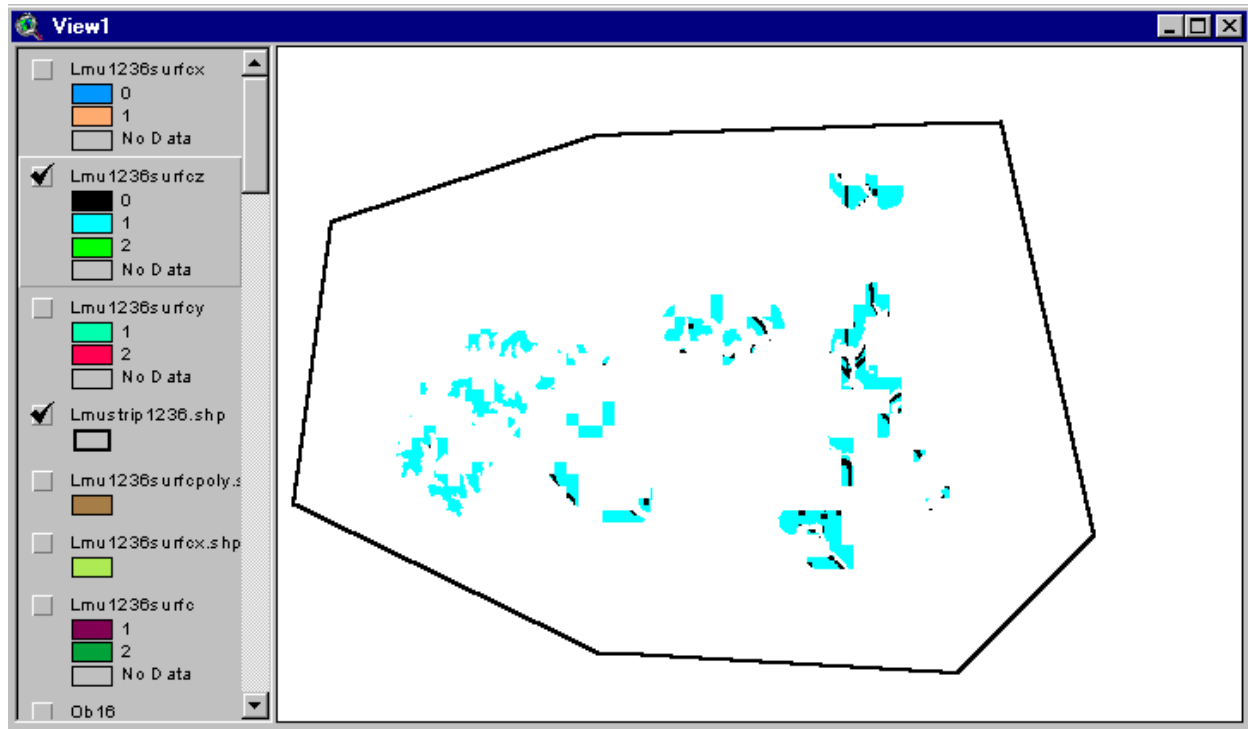 View1
Lmu1236surfcx
0
1
No Data
Lmu1236surfcz
0
1
2
No Data
Lmu1236surfcy
1
2
No Data
Lmustrip1236.shp
Lmu1236surfcpoly.s
Lmu1236surfcx.shp
Lmu1236surfc
1
2
No Data
Ob16